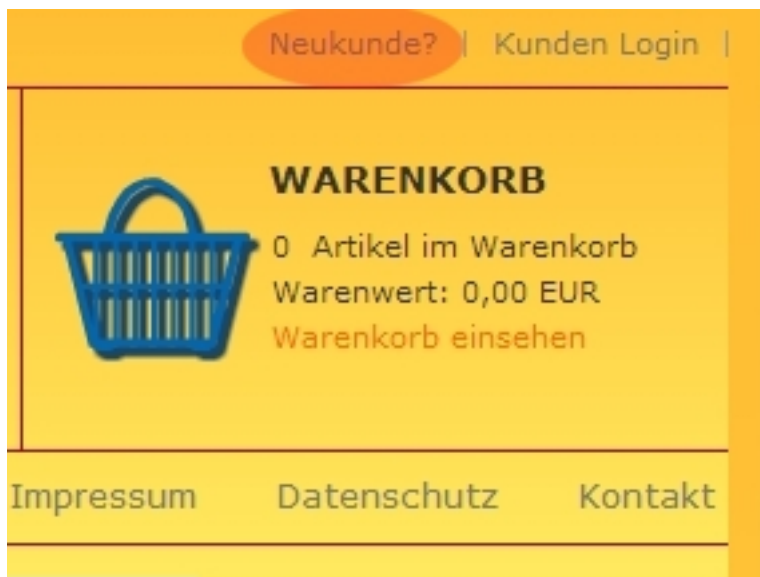 Neukunde? | Kunden Login |
WARENKORB
0 Artikel im Warenkorb
Warenwert: 0,00 EUR
Warenkorb einsehen
Impressum Datenschutz Kontakt